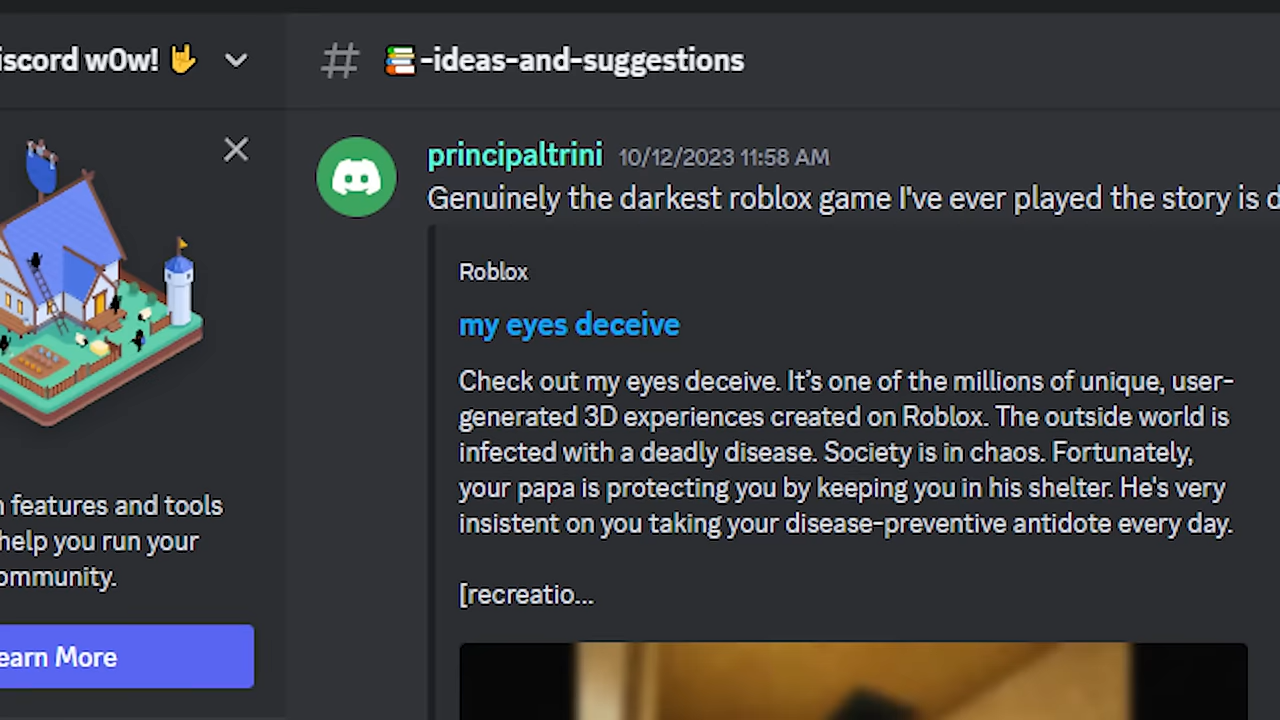 iscord w0w! 🤘
# 📚-ideas-and-suggestions
principaltrini 10/12/2023 11:58 AM
Genuinely the darkest roblox game I've ever played the story is d
Roblox
my eyes deceive
Check out my eyes deceive. It’s one of the millions of unique, user-
generated 3D experiences created on Roblox. The outside world is
infected with a deadly disease. Society is in chaos. Fortunately,
your papa is protecting you by keeping you in his shelter. He's very
insistent on you taking your disease-preventive antidote every day.
[recreatio...
n features and tools
help you run your
ommunity.
earn More